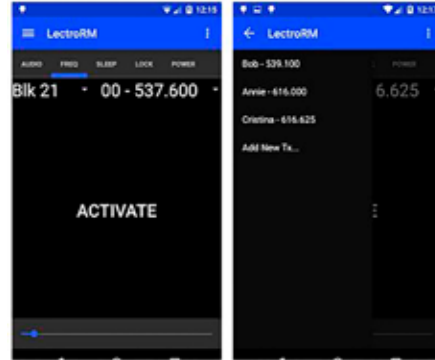 12:15
LectroRM
AUDIO FREQ SLEEP LOCK POWER
Blk 21 00 - 537.600
ACTIVATE
12:17
LectroRM
POWER
Bob - 539.100
6.625
Annie - 616.000
Cristina - 616.625
Add New Tx...